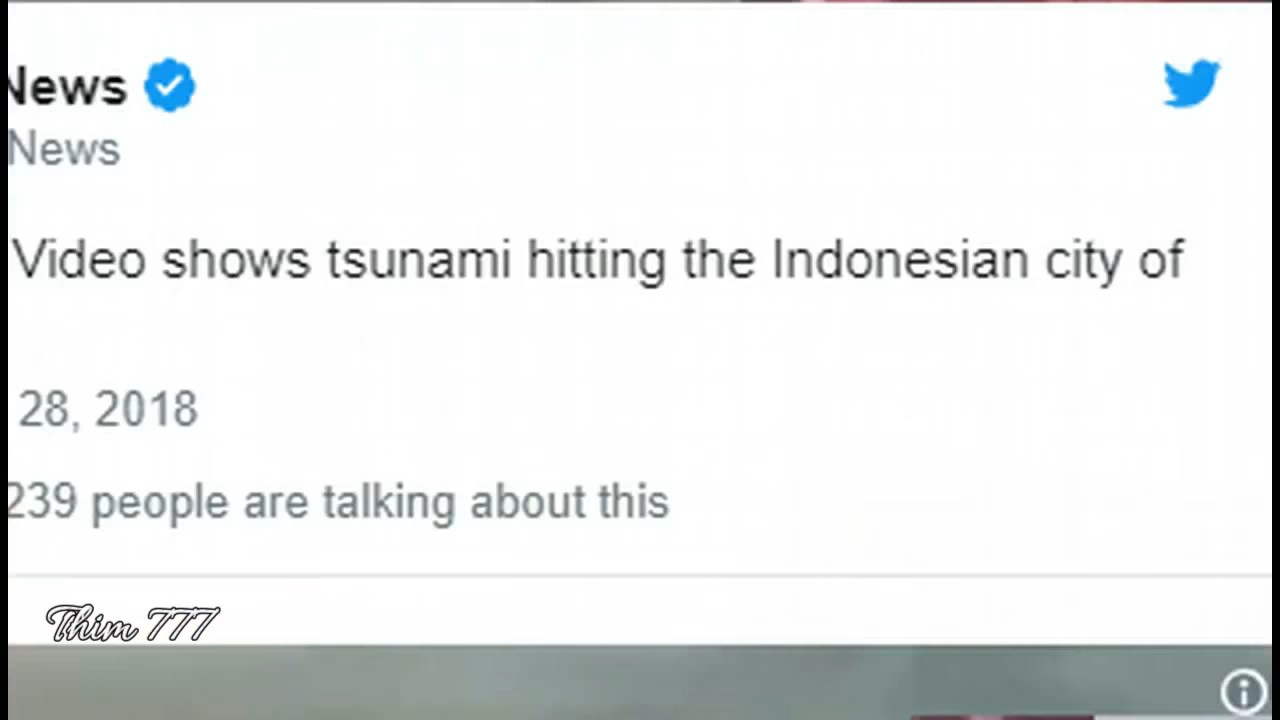 News
News
Video shows tsunami hitting the Indonesian city of
28, 2018
239 people are talking about this
Thim 777